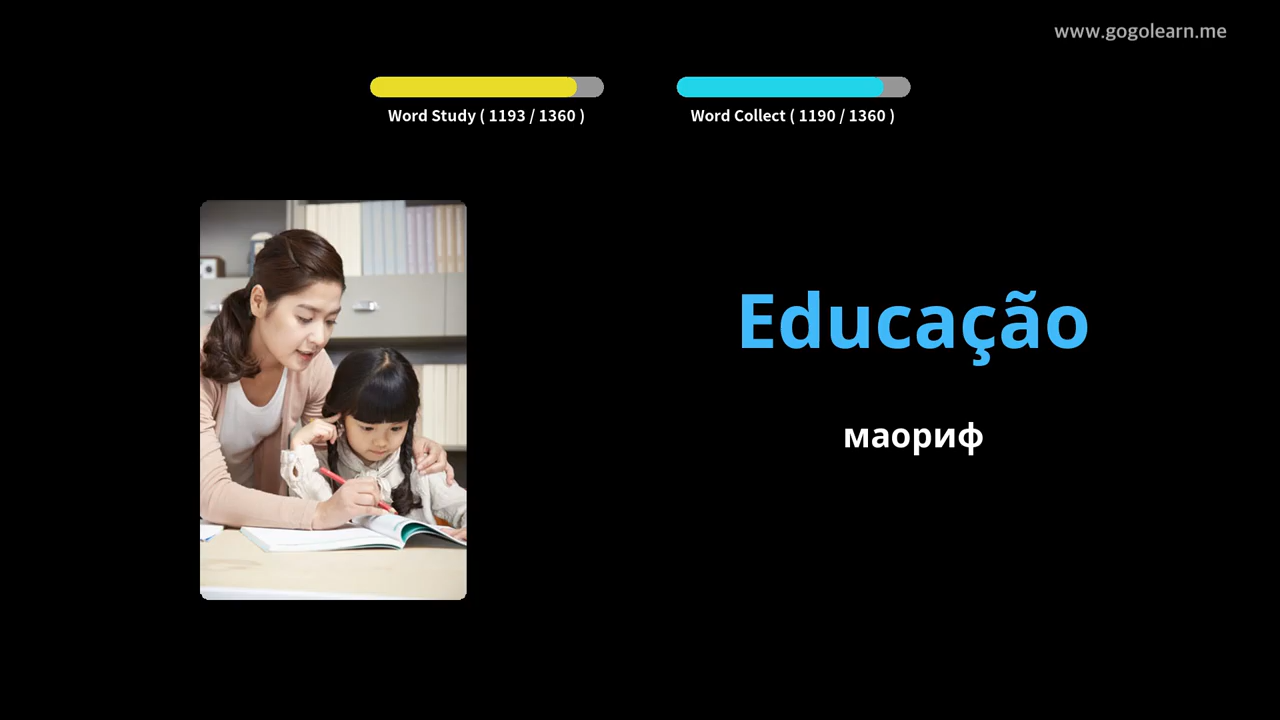 www.gogolearn.me
Word Study ( 1193 / 1360 )
Word Collect ( 1190 / 1360 )
Educação
маориф